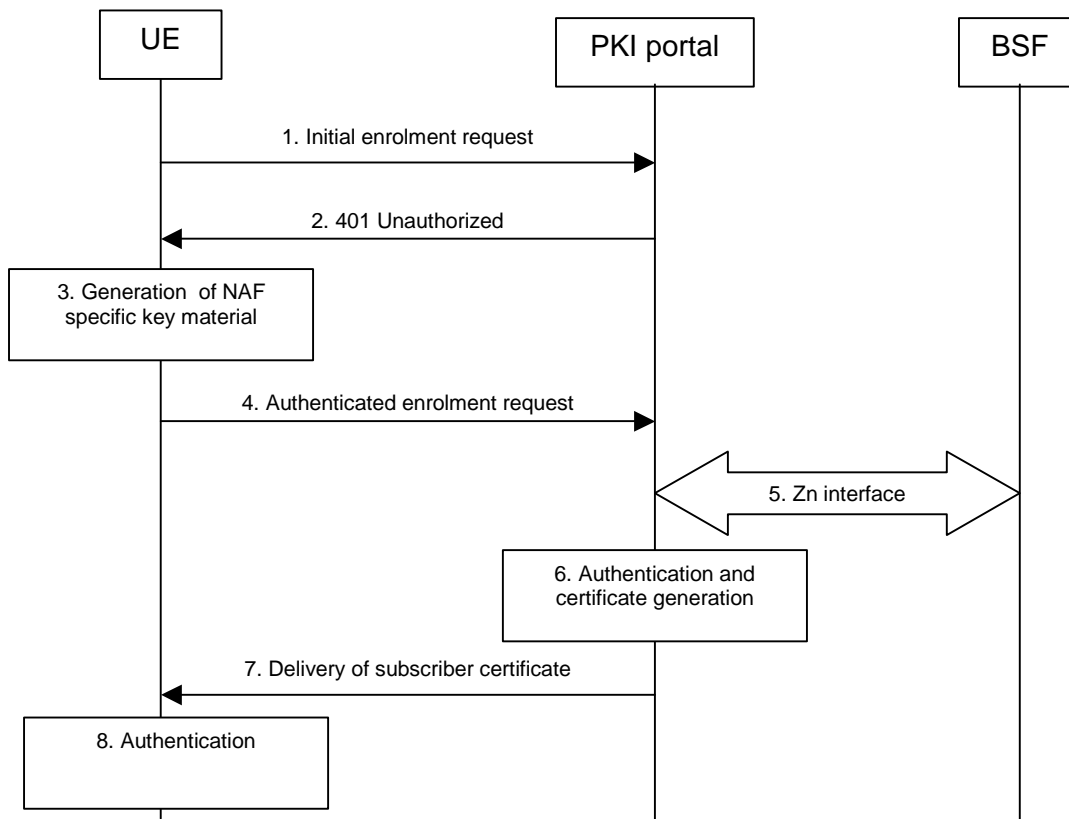 UE
PKI portal
BSF
1. Initial enrolment request
2. 401 Unauthorized
3. Generation of NAF
specific key material
4. Authenticated enrolment request
5. Zn interface
6. Authentication and
certificate generation
7. Delivery of subscriber certificate
8. Authentication